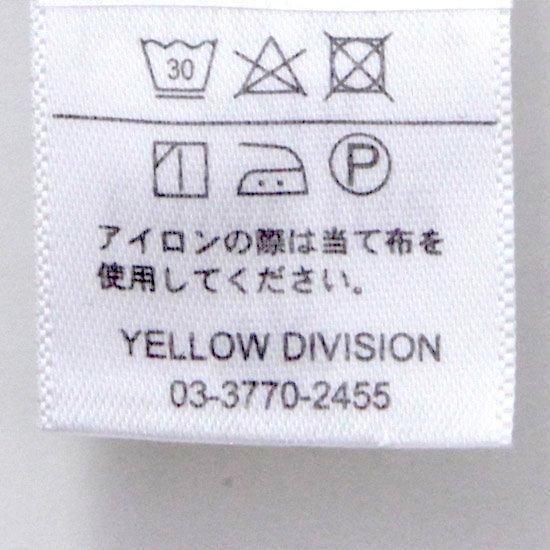 30
P
アイロンの際は当て布を
使用してください。
YELLOW DIVISION
03-3770-2455